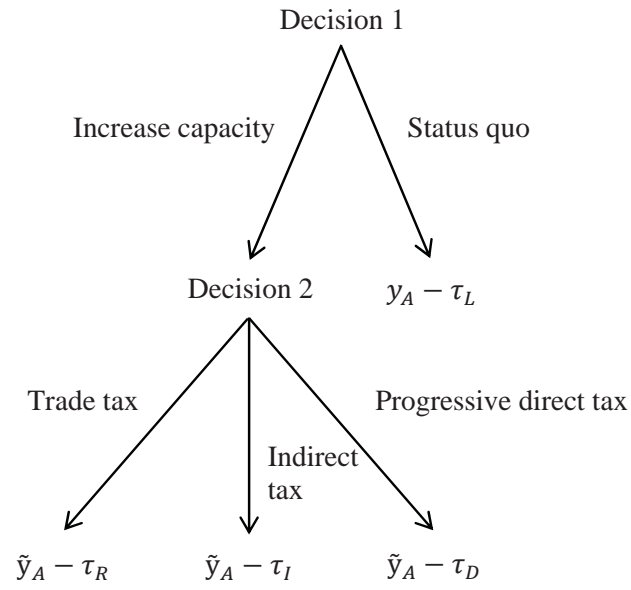 Decision 1
Increase capacity
Status quo
Decision 2
y_A − τ_L
Trade tax
Progressive direct tax
Indirect
tax
ỹ_A − τ_R
ỹ_A − τ_I
ỹ_A − τ_D